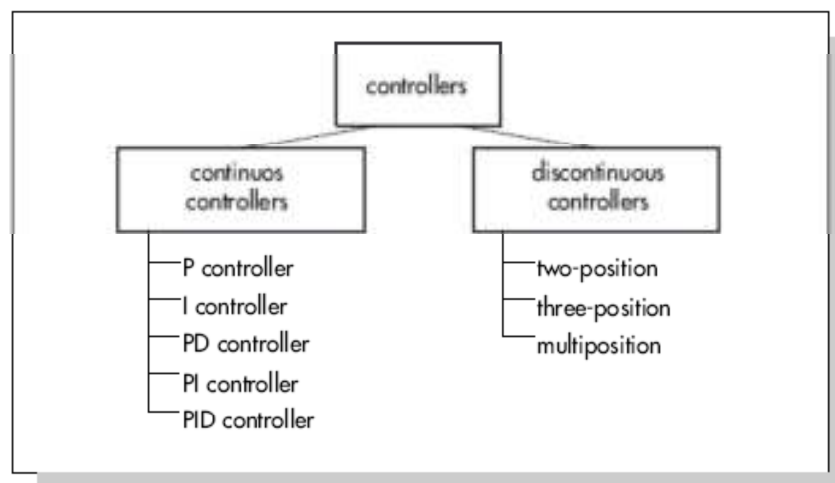 controllers
continuos
controllers
P controller
I controller
PD controller
PI controller
PID controller
discontinuous
controllers
two-position
three-position
multiposition